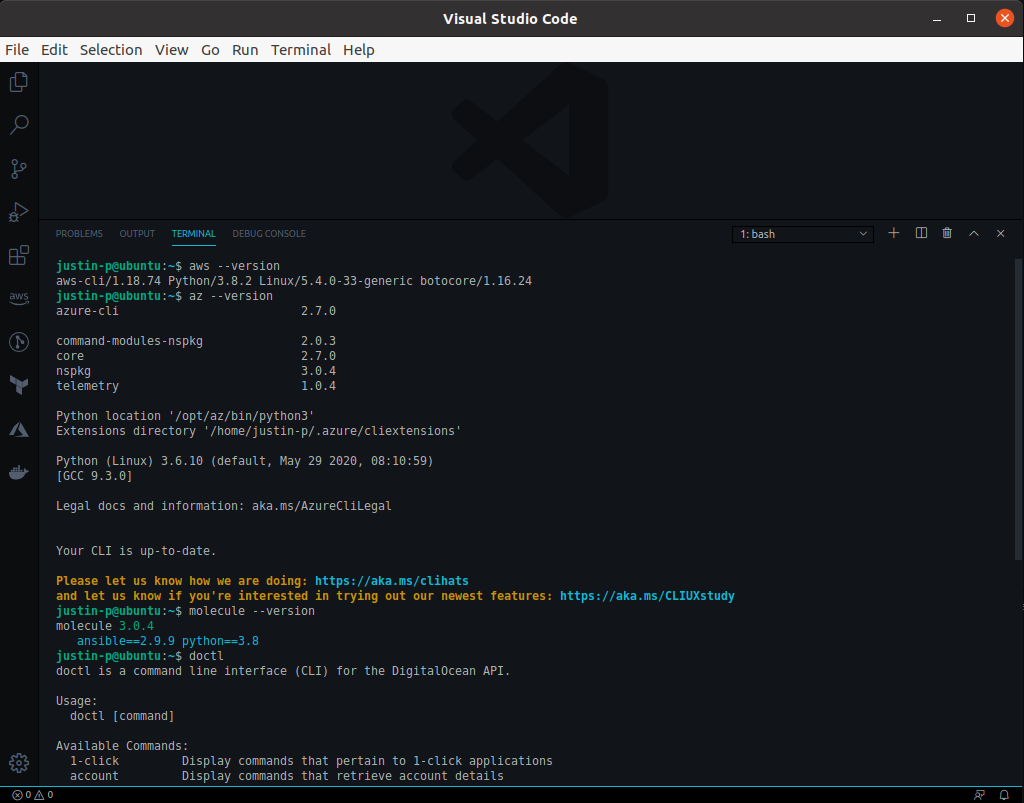 Visual Studio Code
File Edit Selection View Go Run Terminal Help
PROBLEMS OUTPUT TERMINAL DEBUG CONSOLE 1: bash
justin-p@ubuntu:~$ aws --version
aws-cli/1.18.74 Python/3.8.2 Linux/5.4.0-33-generic botocore/1.16.24
justin-p@ubuntu:~$ az --version
azure-cli                          2.7.0
command-modules-nspkg              2.0.3
core                               2.7.0
nspkg                              3.0.4
telemetry                          1.0.4
Python location '/opt/az/bin/python3'
Extensions directory '/home/justin-p/.azure/cliextensions'
Python (Linux) 3.6.10 (default, May 29 2020, 08:10:59)
[GCC 9.3.0]
Legal docs and information: aka.ms/AzureCliLegal
Your CLI is up-to-date.
Please let us know how we are doing: https://aka.ms/clihats
and let us know if you're interested in trying out our newest features: https://aka.ms/CLIUXstudy
justin-p@ubuntu:~$ molecule --version
molecule 3.0.4
   ansible==2.9.9 python==3.8
justin-p@ubuntu:~$ doctl
doctl is a command line interface (CLI) for the DigitalOcean API.
Usage:
  doctl [command]
Available Commands:
  1-click         Display commands that pertain to 1-click applications
  account         Display commands that retrieve account details
aws
0 0